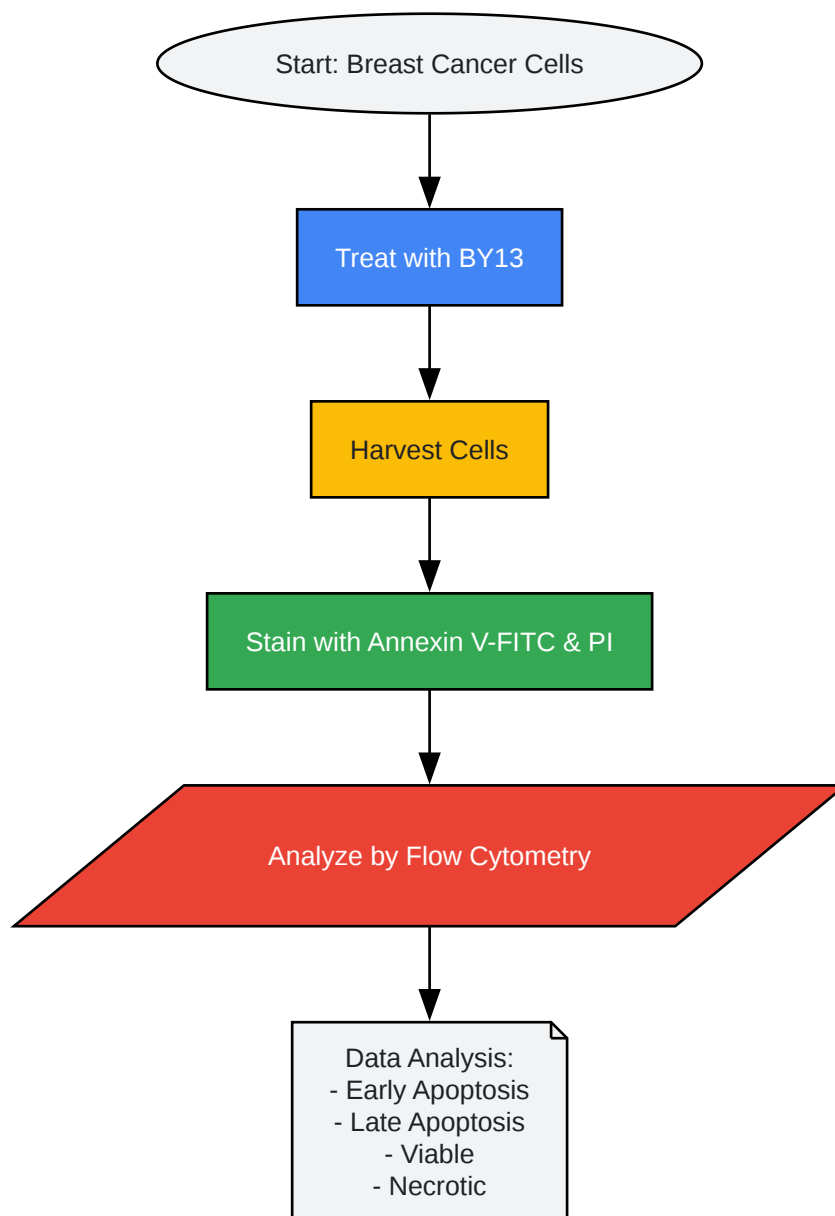 Start: Breast Cancer Cells
Treat with BY13
Harvest Cells
Stain with Annexin V-FITC & PI
Analyze by Flow Cytometry
Data Analysis:
- Early Apoptosis
- Late Apoptosis
- Viable
- Necrotic